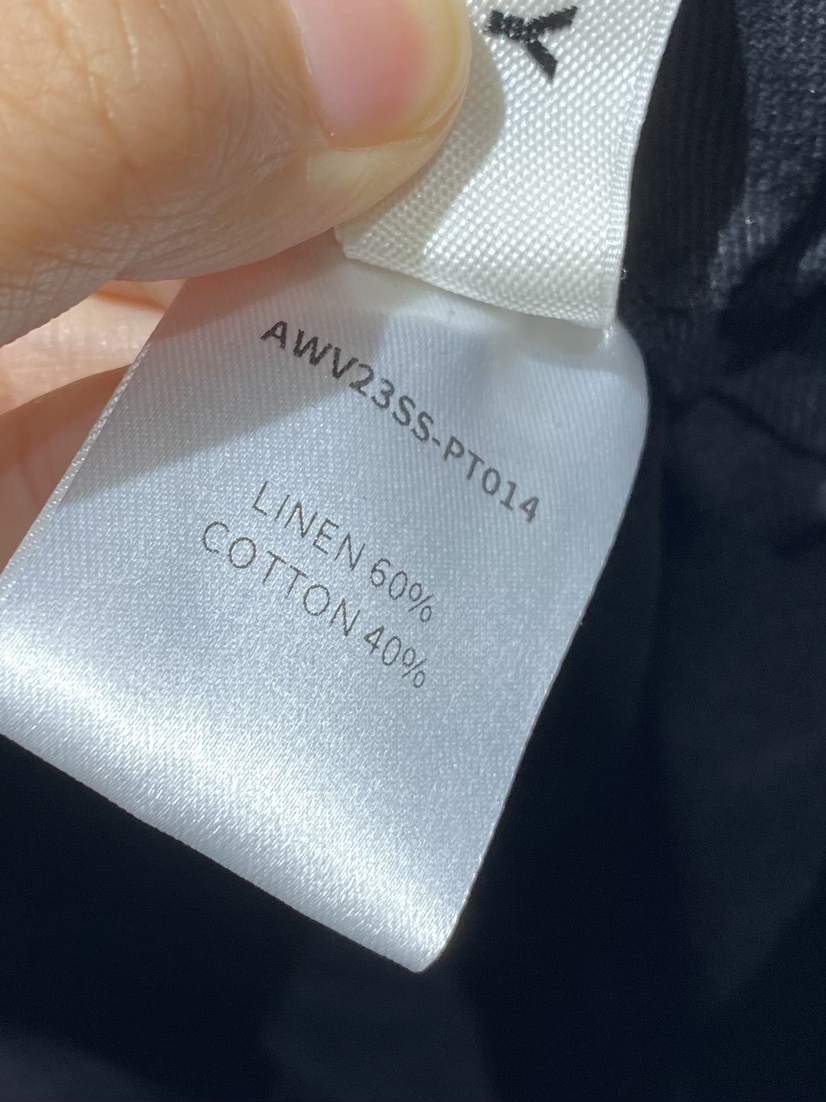 Y
AWV23SS-PT014
LINEN 60%
COTTON 40%